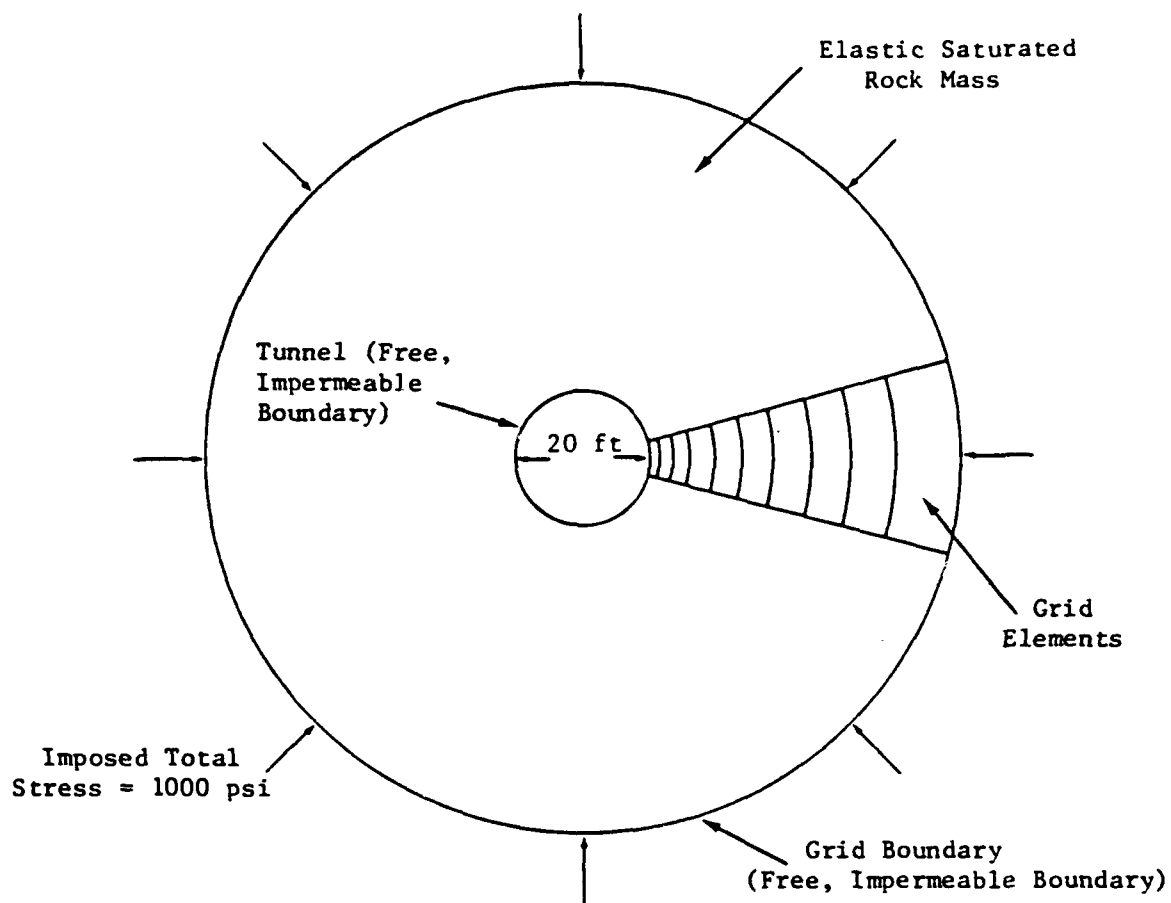 Elastic Saturated
Rock Mass
Tunnel (Free,
Impermeable
Boundary)
20 ft
Grid
Elements
Imposed Total
Stress = 1000 psi
Grid Boundary
(Free, Impermeable Boundary)